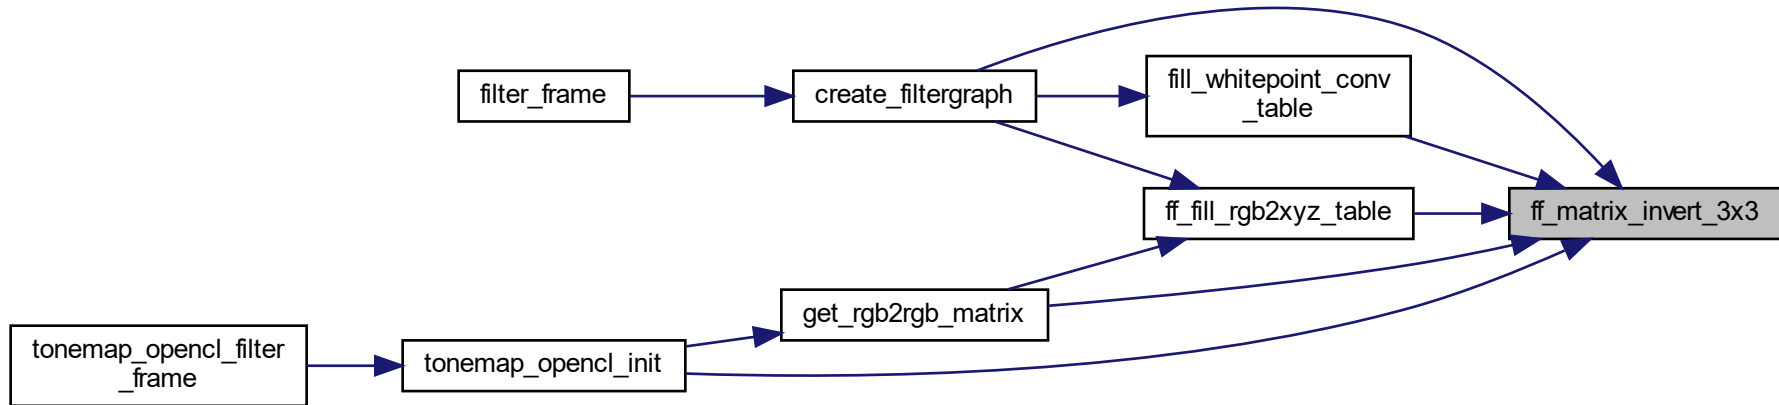 filter_frame
create_filtergraph
fill_whitepoint_conv
_table
ff_fill_rgb2xyz_table
ff_matrix_invert_3x3
get_rgb2rgb_matrix
tonemap_opencl_filter
_frame
tonemap_opencl_init